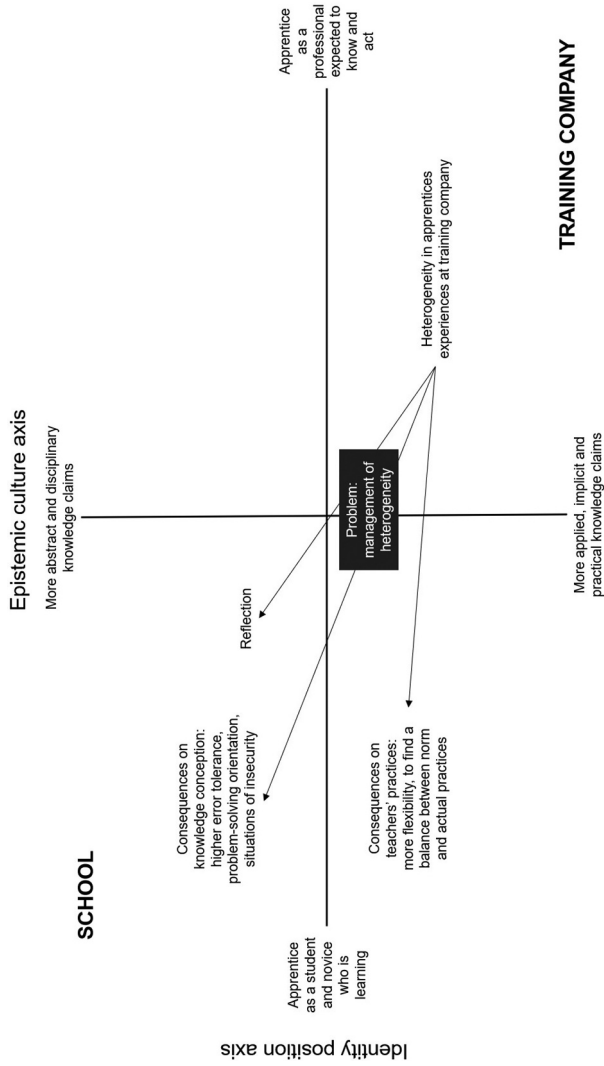 Epistemic culture axis
More abstract and disciplinary
knowledge claims
SCHOOL
Consequences on
knowledge conception:
higher error tolerance,
problem-solving orientation,
situations of insecurity
Reflection
Identity position axis
Apprentice
as a student
and novice
who is
learning
Problem:
management of
heterogeneity
Apprentice
as a
professional
expected to
know and
act
Consequences on
teachers' practices:
more flexibility, to find a
balance between norm
and actual practices
Heterogeneity in apprentices
experiences at training company
TRAINING COMPANY
More applied, implicit and
practical knowledge claims